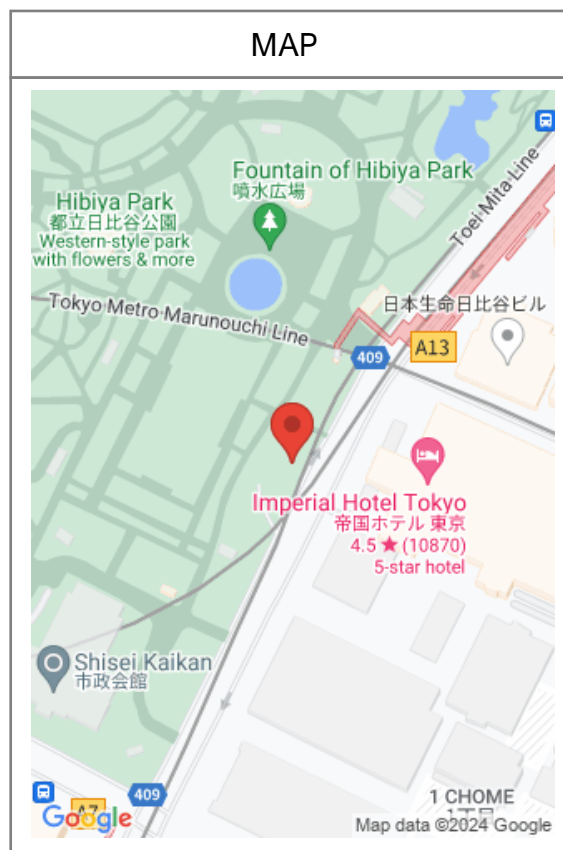 MAP
Fountain of Hibiya Park
噴水広場
Hibiya Park
都立日比谷公園
Western-style park
with flowers & more
Toei Mita Line
Tokyo Metro Marunouchi Line
日本生命日比谷ビル
409
A13
Imperial Hotel Tokyo
帝国ホテル 東京
4.5 ★ (10870)
5-star hotel
Shisei Kaikan
市政会館
409
Google
1 CHOME
1丁目
Map data ©2024 Google